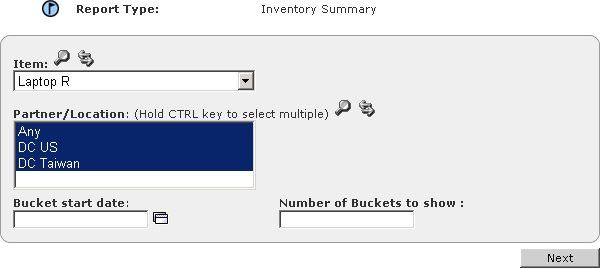 Report Type: Inventory Summary
Item:
Laptop R
Partner/Location: (Hold CTRL key to select multiple)
Any
DC US
DC Taiwan
Bucket start date: Number of Buckets to show :
Next